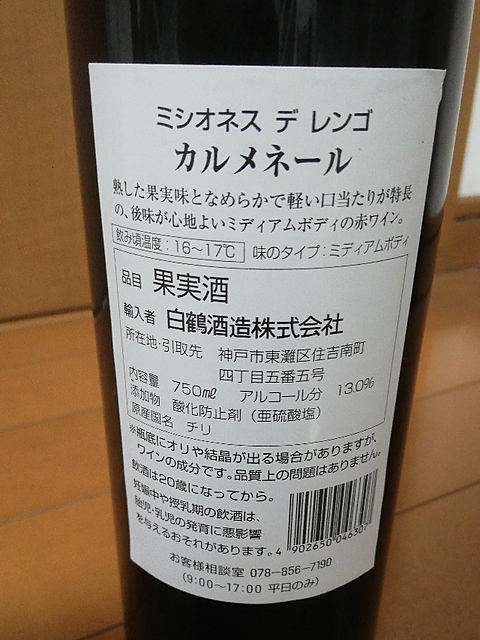 ミシオネス デ レンゴ
カルメネール
熟した果実味となめらかで軽い口当たりが特長
の、後味が心地よいミディアムボディの赤ワイン。
飲み頃温度：16〜17℃ 味のタイプ：ミディアムボディ
品目 果実酒
輸入者 白鶴酒造株式会社
所在地・引取先 神戸市東灘区住吉南町
四丁目五番五号
内容量 750㎖ アルコール分 13.0%
添加物 酸化防止剤（亜硫酸塩）
原産国名 チリ
※瓶底にオリや結晶が出る場合がありますが、
ワインの成分です。品質上の問題はありません。
飲酒は20歳になってから。
妊娠中や授乳期の飲酒は、
胎児・乳児の発育に悪影響
を与えるおそれがあります。
4 902650 046307
お客様相談室 078-856-7190
（9:00〜17:00 平日のみ）